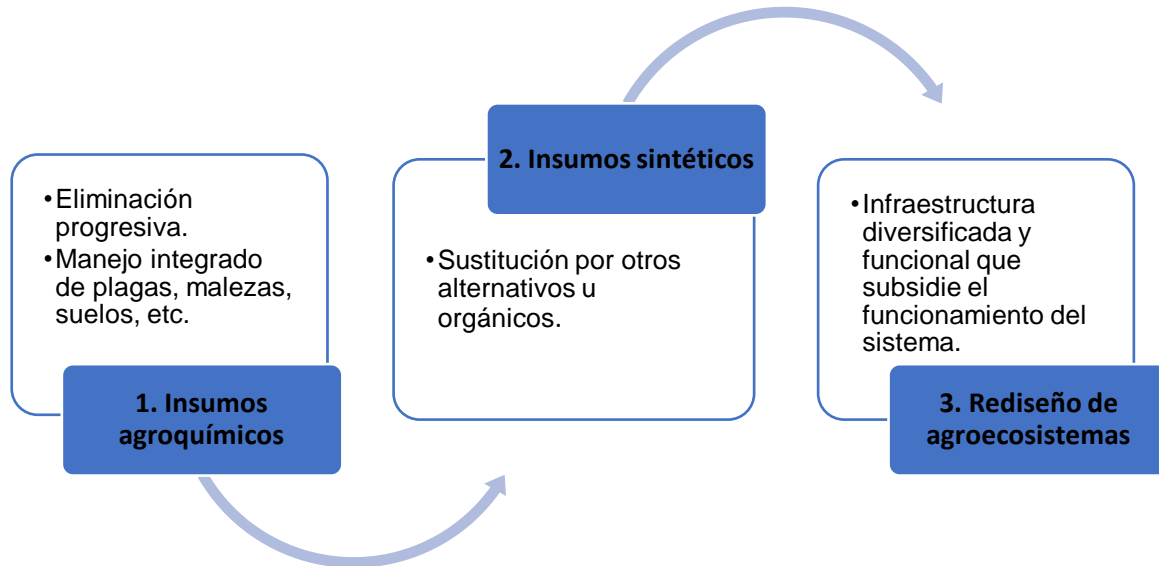 •Eliminación
progresiva.
•Manejo integrado
de plagas, malezas,
suelos, etc.
1. Insumos
agroquímicos
2. Insumos sintéticos
•Sustitución por otros
alternativos u
orgánicos.
•Infraestructura
diversificada y
funcional que
subsidie el
funcionamiento del
sistema.
3. Rediseño de
agroecosistemas